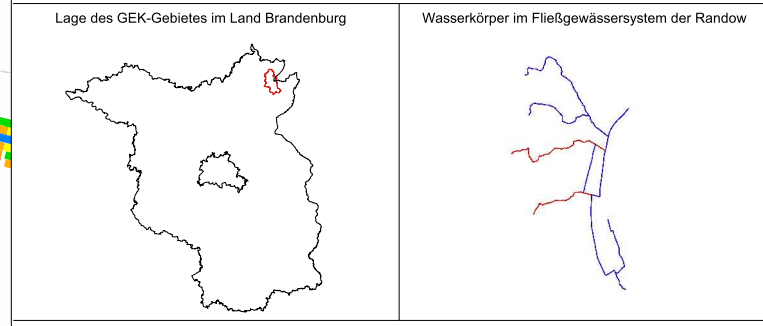 Lage des GEK-Gebietes im Land Brandenburg
Wasserkörper im Fließgewässersystem der Randow